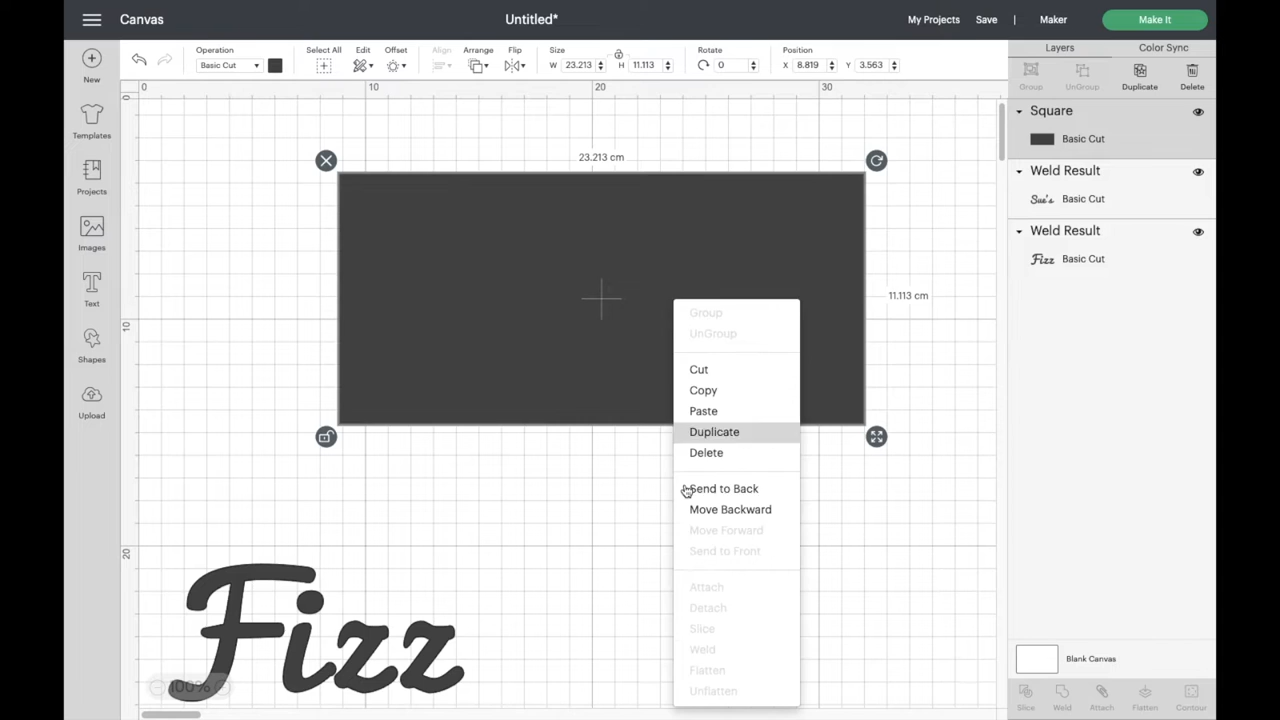 Canvas
Untitled*
My Projects Save | Maker Make It
Operation Select All Edit Offset Align Arrange Flip Size Rotate Position
Basic Cut W 23.213 H 11.113 0 X 8.819 Y 3.563
Layers Color Sync
Group UnGroup Duplicate Delete
New
Templates
Projects
Images
Text
Shapes
Upload
0 10 20 30
0
10
20
23.213 cm
11.113 cm
Group
UnGroup
Cut
Copy
Paste
Duplicate
Delete
Send to Back
Move Backward
Move Forward
Send to Front
Attach
Detach
Slice
Weld
Flatten
Unflatten
Fizz
100%
Square
Basic Cut
Weld Result
Sue's Basic Cut
Weld Result
Fizz Basic Cut
Blank Canvas
Slice Weld Attach Flatten Contour